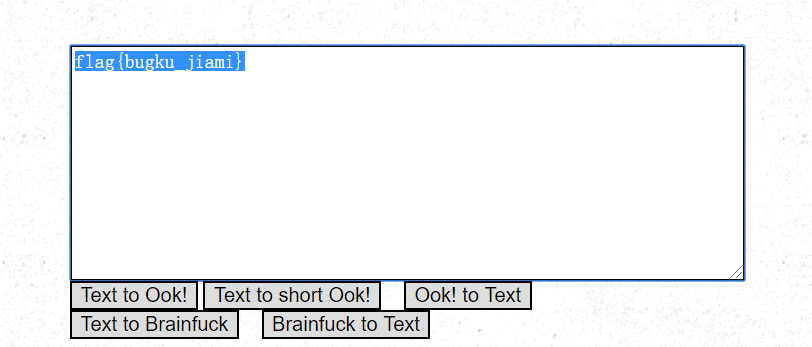 flag{bugku_jiami}
Text to Ook! Text to short Ook! Ook! to Text
Text to Brainfuck Brainfuck to Text